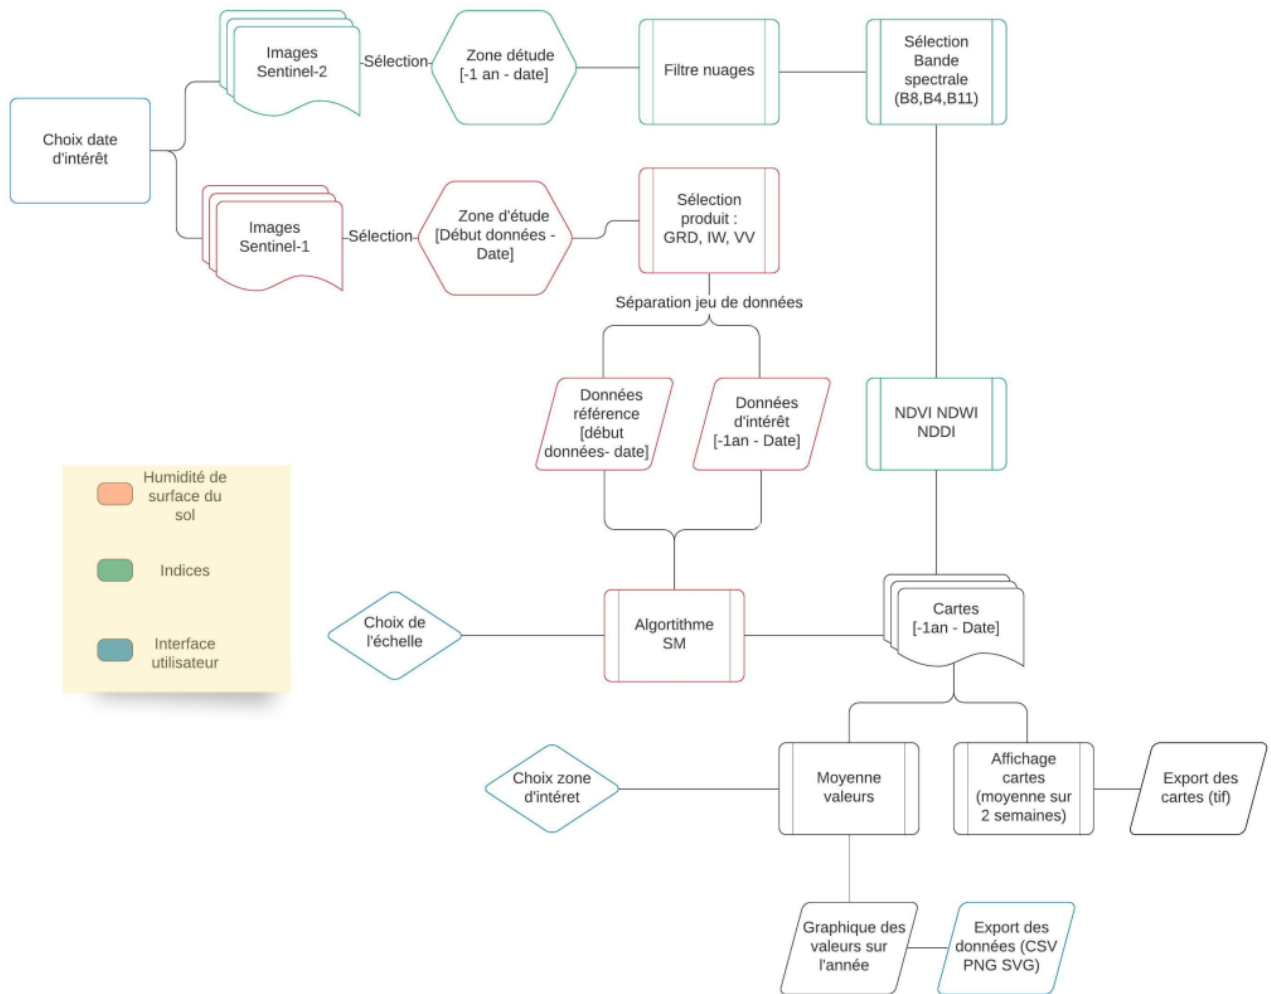 Images
Sentinel-2
Sélection
Zone détude
[-1 an - date]
Filtre nuages
Sélection
Bande
spectrale
(B8,B4,B11)
Choix date
d'intérêt
Images
Sentinel-1
Sélection
Zone d'étude
[Début données -
Date]
Sélection
produit :
GRD, IW, VV
Séparation jeu de données
Données
référence
[début
données- date]
Données
d'intérêt
[-1an - Date]
NDVI NDWI
NDDI
Humidité de
surface du
sol
Indices
Interface
utilisateur
Choix de
l'échelle
Algortithme
SM
Cartes
[-1an - Date]
Choix zone
d'intéret
Moyenne
valeurs
Affichage
cartes
(moyenne sur
2 semaines)
Export des
cartes (tif)
Graphique des
valeurs sur
l'année
Export des
données (CSV
PNG SVG)